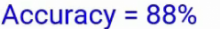 Accuracy = 88%